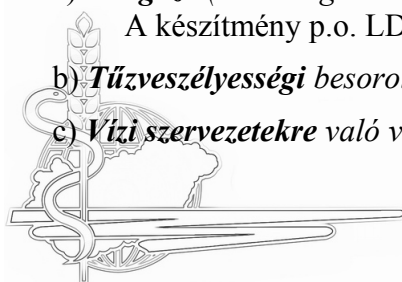 A készítmény p.o. LD
b) Tűzveszélyességi besoro
c) Vízi szervezetekre való v